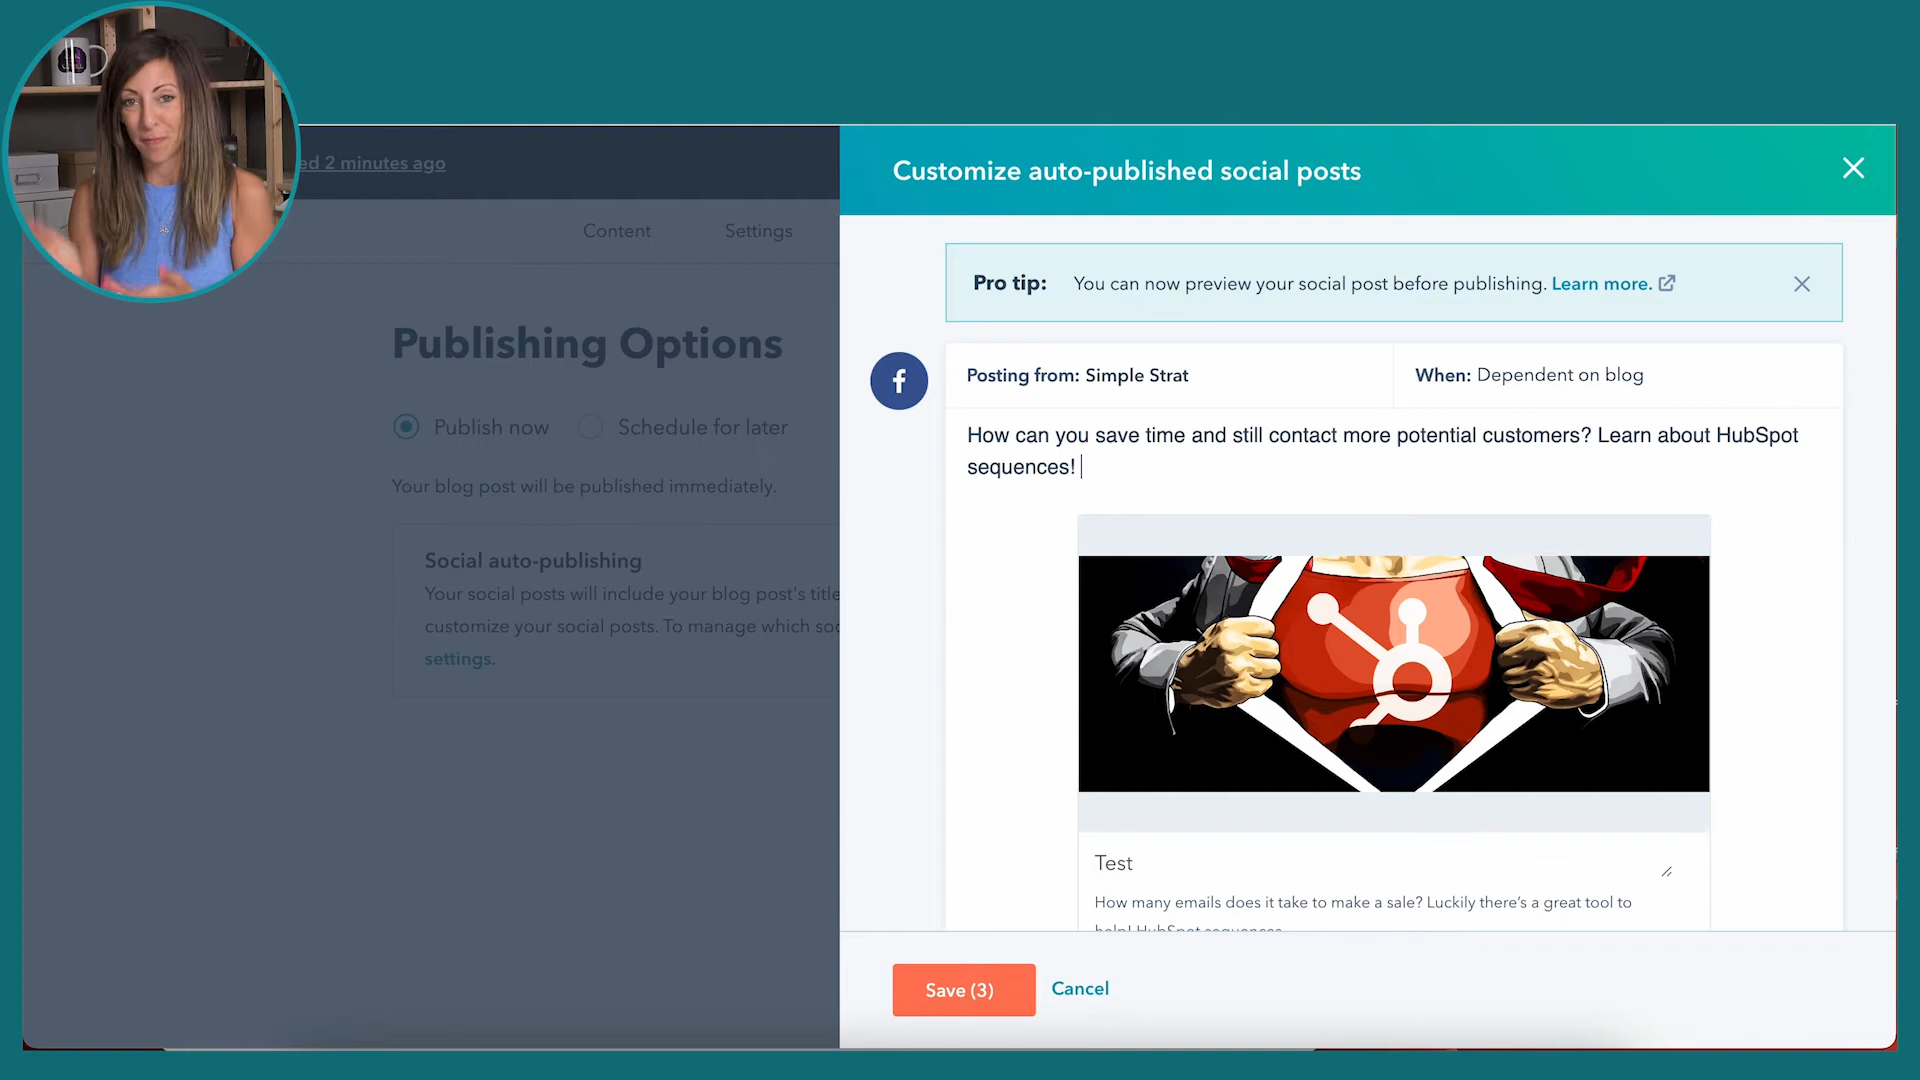 ed 2 minutes ago
Content
Settings
Publishing Options
Publish now
Schedule for later
Your blog post will be published immediately.
Social auto-publishing
Your social posts will include your blog post's title
customize your social posts. To manage which soc
settings.
Customize auto-published social posts
Pro tip: You can now preview your social post before publishing. Learn more.
Posting from: Simple Strat
When: Dependent on blog
How can you save time and still contact more potential customers? Learn about HubSpot
sequences!
Test
How many emails does it take to make a sale? Luckily there's a great tool to
help! HubSpot sequences
Save (3)
Cancel